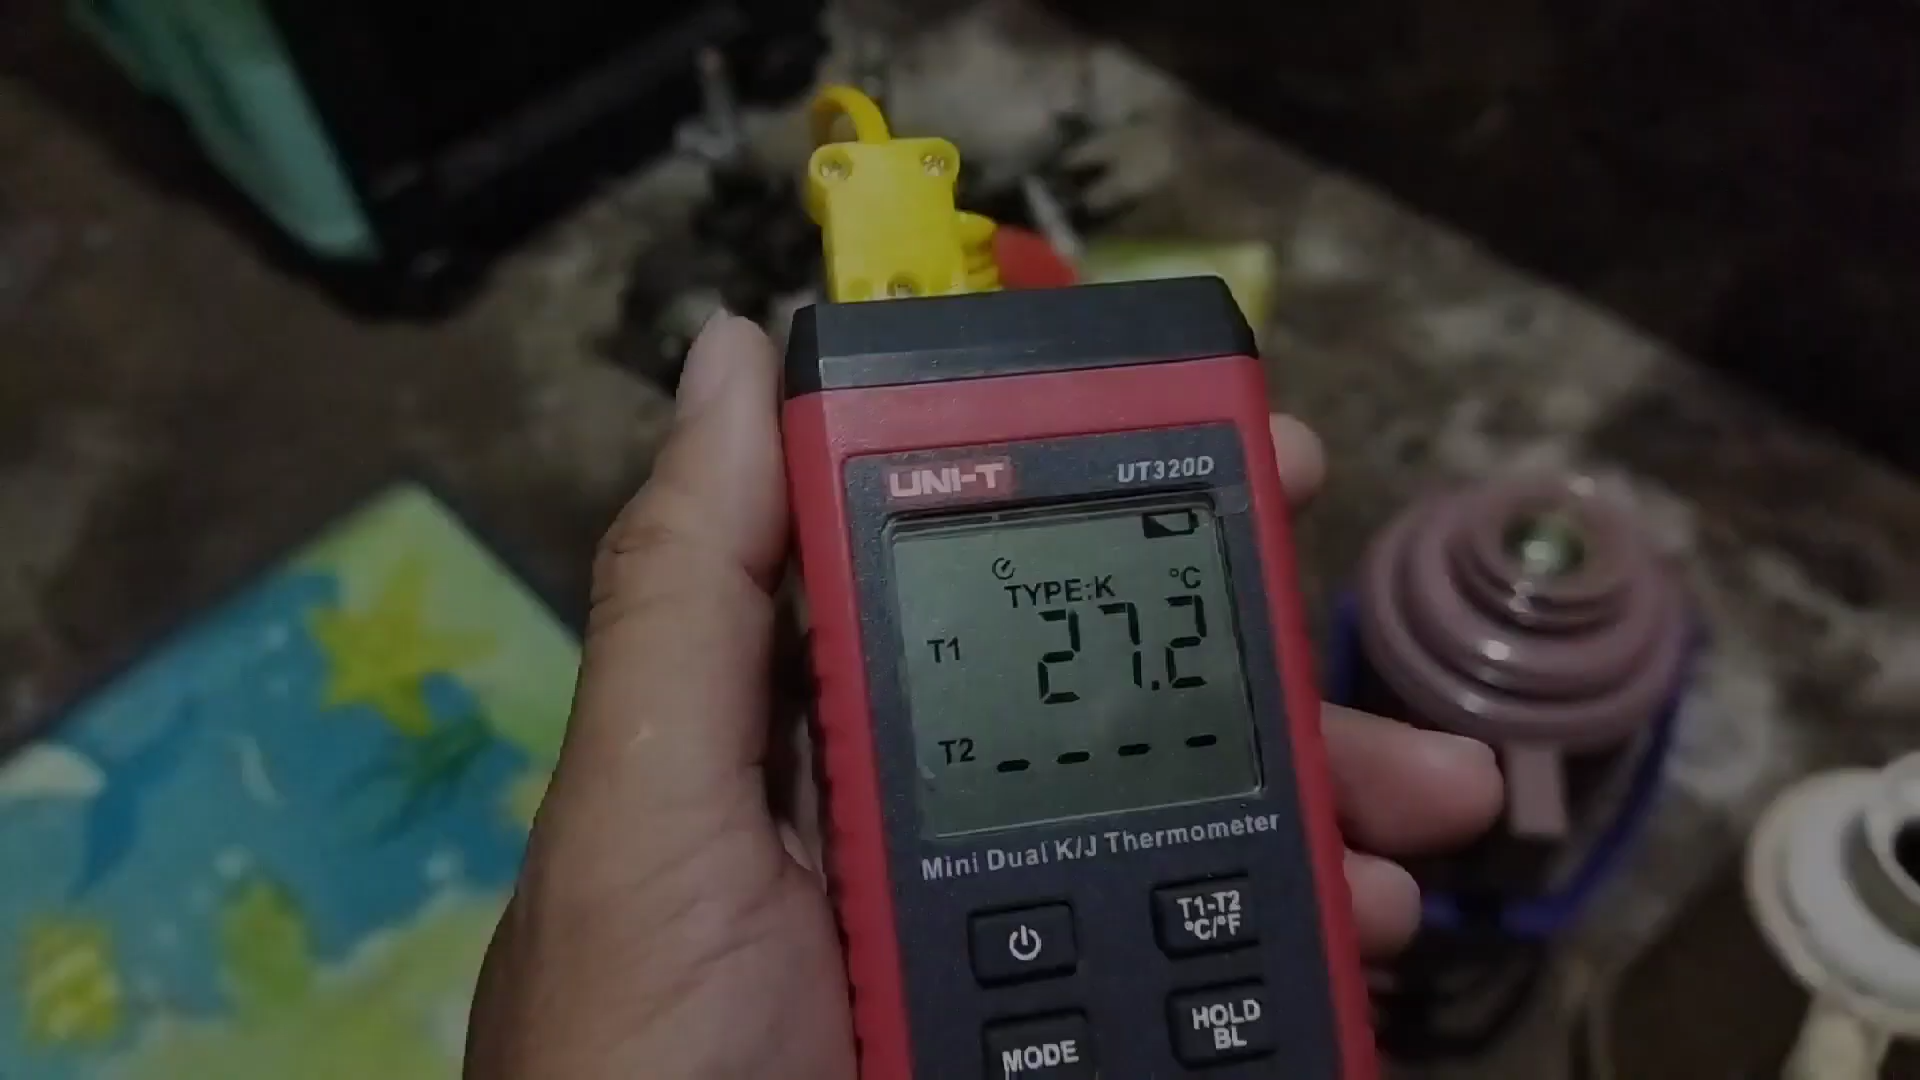 UNI-T UT320D
TYPE:K °C
T1 27.2
T2 - - - -
Mini Dual K/J Thermometer
T1-T2
°C/°F
MODE
HOLD
BL